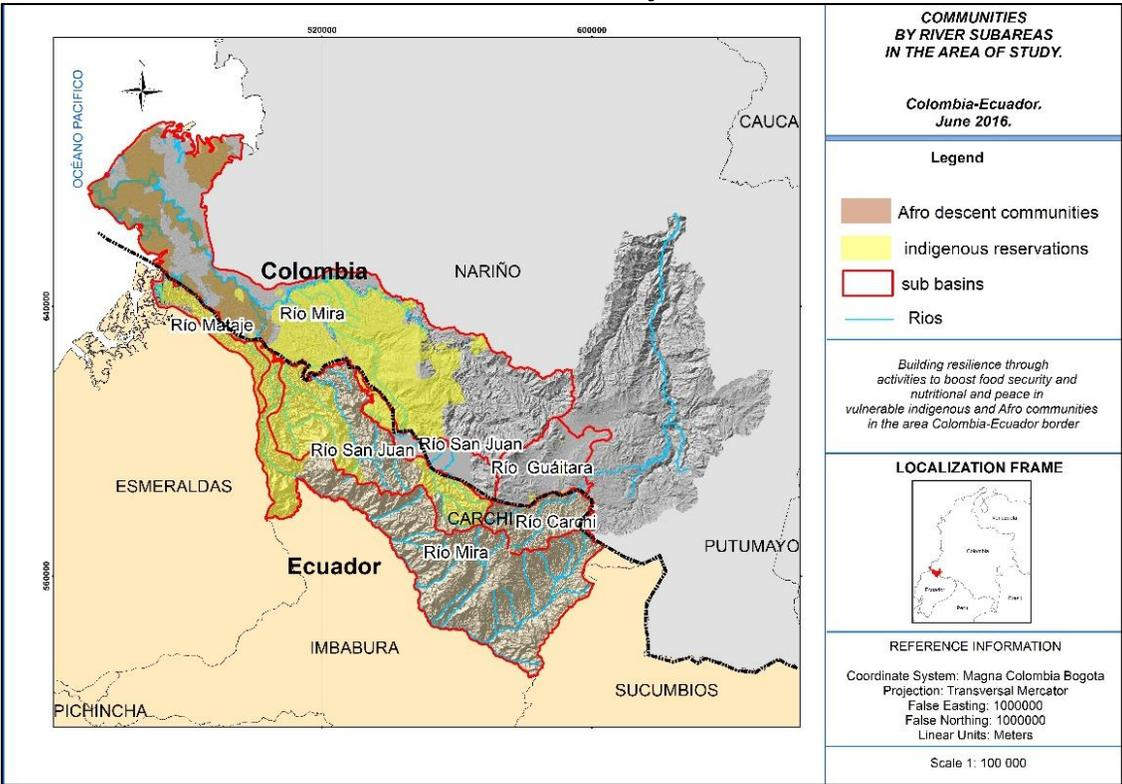 520000
600000
OCÉANO PACIFICO
CAUCA
Colombia
NARIÑO
640000
Río Mataje
Río Mira
Río San Juan
Río San Juan
Río Guáitara
ESMERALDAS
CARCHI
Río Carchi
Río Mira
PUTUMAYO
Ecuador
560000
IMBABURA
SUCUMBIOS
PICHINCHA
COMMUNITIES
BY RIVER SUBAREAS
IN THE AREA OF STUDY.
Colombia-Ecuador.
June 2016.
Legend
Afro descent communities
indigenous reservations
sub basins
Rios
Building resilience through
activities to boost food security and
nutritional and peace in
vulnerable indigenous and Afro communities
in the area Colombia-Ecuador border
LOCALIZATION FRAME
Venezuela
Colombia
Ecuador
Perú
Brasil
REFERENCE INFORMATION
Coordinate System: Magna Colombia Bogota
Projection: Transversal Mercator
False Easting: 1000000
False Northing: 1000000
Linear Units: Meters
Scale 1: 100 000